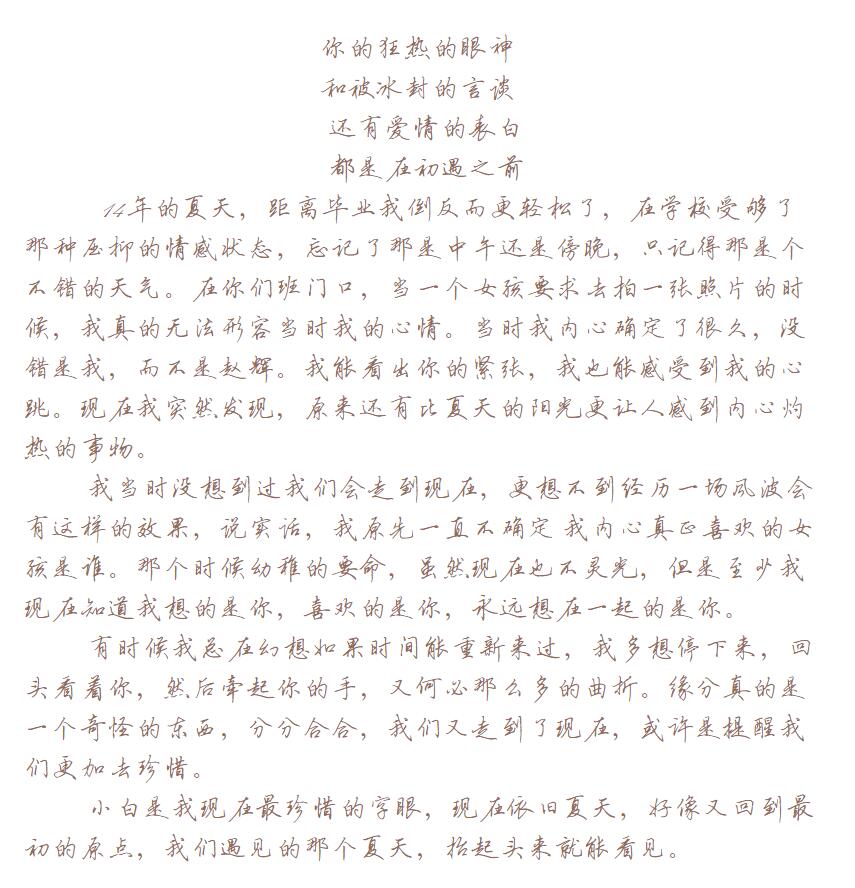 你的狂热的眼神
和被冰封的言谈
还有爱情的表白
都是在初遇之前
14年的夏天，距离毕业我倒反而更轻松了，在学校受够了
那种压抑的情感状态，忘记了那是中午还是傍晚，只记得那是个
不错的天气。在你们班门口，当一个女孩要求去拍一张照片的时
候，我真的无法形容当时我的心情。当时我内心确定了很久，没
错是我，而不是赵辉。我能看出你的紧张，我也能感受到我的心
跳。现在我突然发现，原来还有比夏天的阳光更让人感到内心灼
热的事物。
我当时没想到过我们会走到现在，更想不到经历一场风波会
有这样的效果，说实话，我原先一直不确定我内心真正喜欢的女
孩是谁。那个时候幼稚的要命，虽然现在也不灵光，但是至少我
现在知道我想的是你，喜欢的是你，永远想在一起的是你。
有时候我总在幻想如果时间能重新来过，我多想停下来，回
头看着你，然后牵起你的手，又何必那么多的曲折。缘分真的是
一个奇怪的东西，分分合合，我们又走到了现在，或许是提醒我
们更加去珍惜。
小白是我现在最珍惜的字眼，现在依旧夏天，好像又回到最
初的原点，我们遇见的那个夏天，抬起头来就能看见。